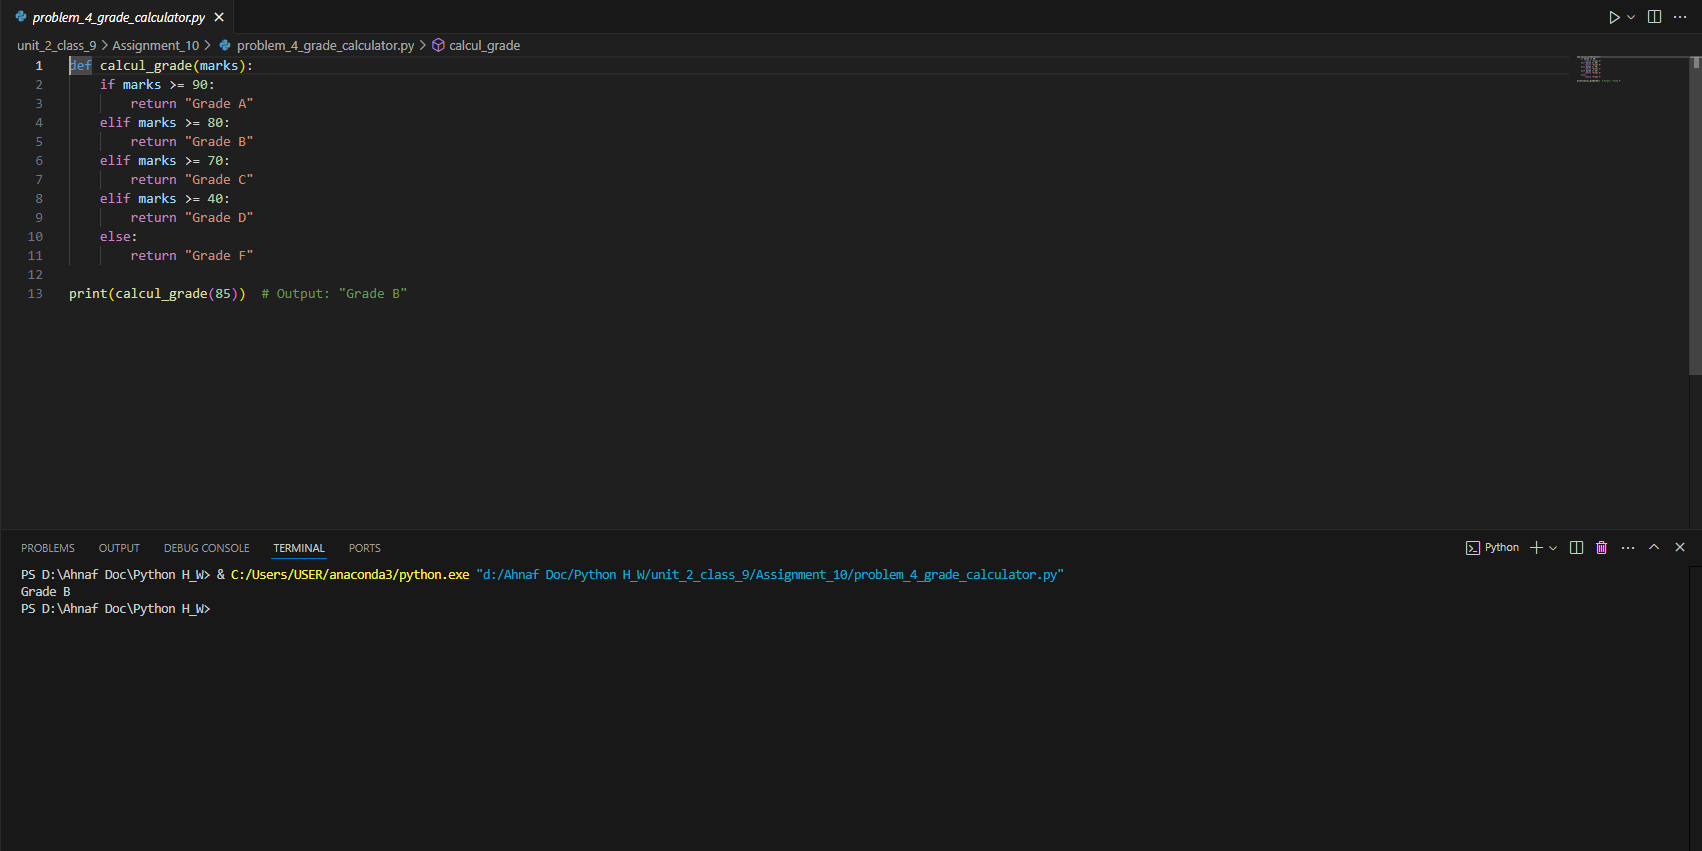 problem_4_grade_calculator.py
unit_2_class_9 > Assignment_10 > problem_4_grade_calculator.py > calcul_grade
1 def calcul_grade(marks):
2     if marks >= 90:
3         return "Grade A"
4     elif marks >= 80:
5         return "Grade B"
6     elif marks >= 70:
7         return "Grade C"
8     elif marks >= 40:
9         return "Grade D"
10     else:
11         return "Grade F"
12
13 print(calcul_grade(85))  # Output: "Grade B"
PROBLEMS OUTPUT DEBUG CONSOLE TERMINAL PORTS Python
PS D:\Ahnaf Doc\Python H_W> & C:/Users/USER/anaconda3/python.exe "d:/Ahnaf Doc/Python H_W/unit_2_class_9/Assignment_10/problem_4_grade_calculator.py"
Grade B
PS D:\Ahnaf Doc\Python H_W>